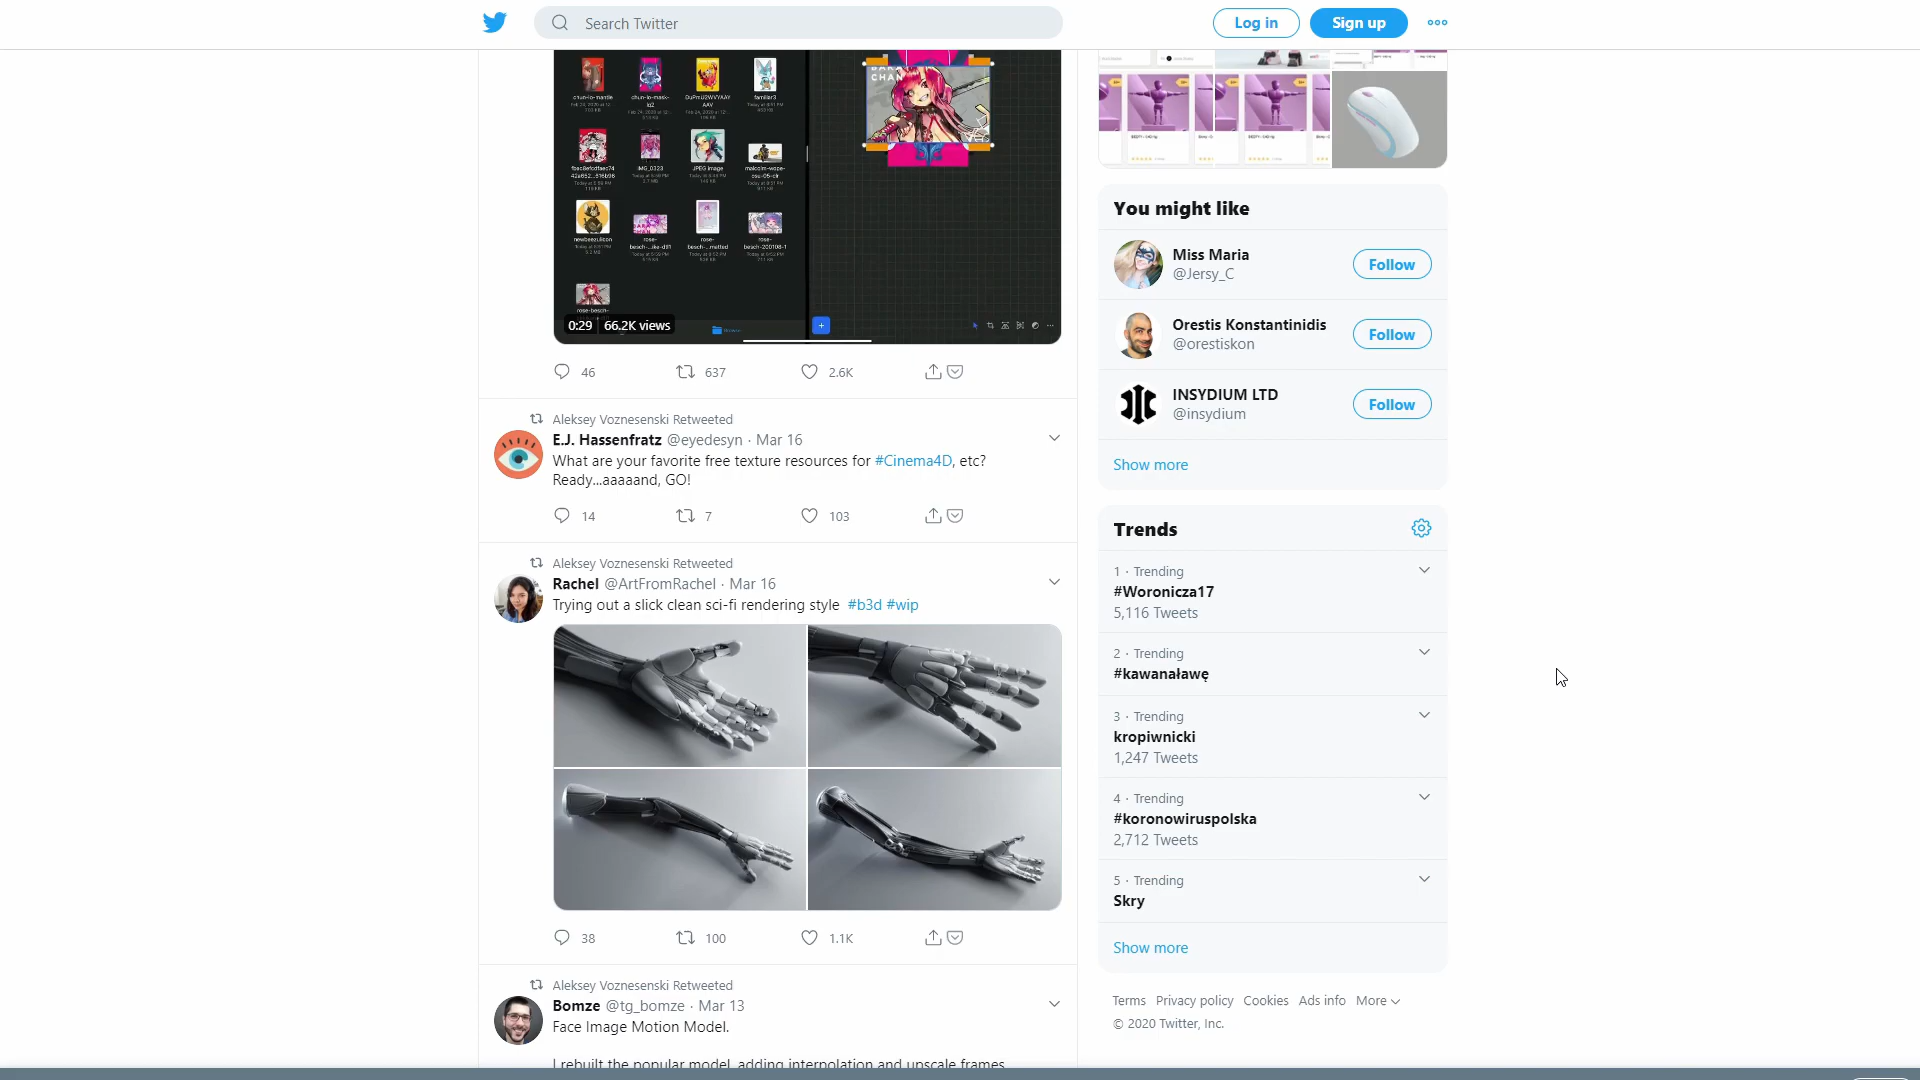 Search Twitter
Log in
Sign up
0:29 66.2K views
46 637 2.6K
Aleksey Voznesenski Retweeted
E.J. Hassenfratz @eyedesyn · Mar 16
What are your favorite free texture resources for #Cinema4D, etc?
Ready...aaaaand, GO!
14 7 103
Aleksey Voznesenski Retweeted
Rachel @ArtFromRachel · Mar 16
Trying out a slick clean sci-fi rendering style #b3d #wip
38 100 1.1K
Aleksey Voznesenski Retweeted
Bomze @tg_bomze · Mar 13
Face Image Motion Model.
I rebuilt the popular model, adding interpolation and upscale frames
You might like
Miss Maria
@Jersy_C
Follow
Orestis Konstantinidis
@orestiskon
Follow
INSYDIUM LTD
@insydium
Follow
Show more
Trends
1 · Trending
#Woronicza17
5,116 Tweets
2 · Trending
#kawanaławę
3 · Trending
kropiwnicki
1,247 Tweets
4 · Trending
#koronowiruspolska
2,712 Tweets
5 · Trending
Skry
Show more
Terms Privacy policy Cookies Ads info More
© 2020 Twitter, Inc.